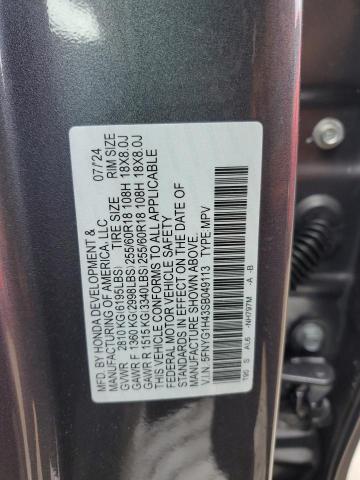 MFD. BY HONDA DEVELOPMENT & 07/24
MANUFACTURING OF AMERICA, LLC
TIRE SIZE RIM SIZE
GVWR 2810 KG(6195LBS)
GAWR F 1360 KG(2998LBS)255/60R18 108H 18X8.0J
GAWR R 1515 KG(3340LBS)255/60R18 108H 18X8.0J
THIS VEHICLE CONFORMS TO ALL APPLICABLE
FEDERAL MOTOR VEHICLE SAFETY
STANDARDS IN EFFECT ON THE DATE OF
MANUFACTURE SHOWN ABOVE.
V.I.N. 5FNYG1H43SB049113 TYPE MPV
T90 S AL6 -NH797M -A -B